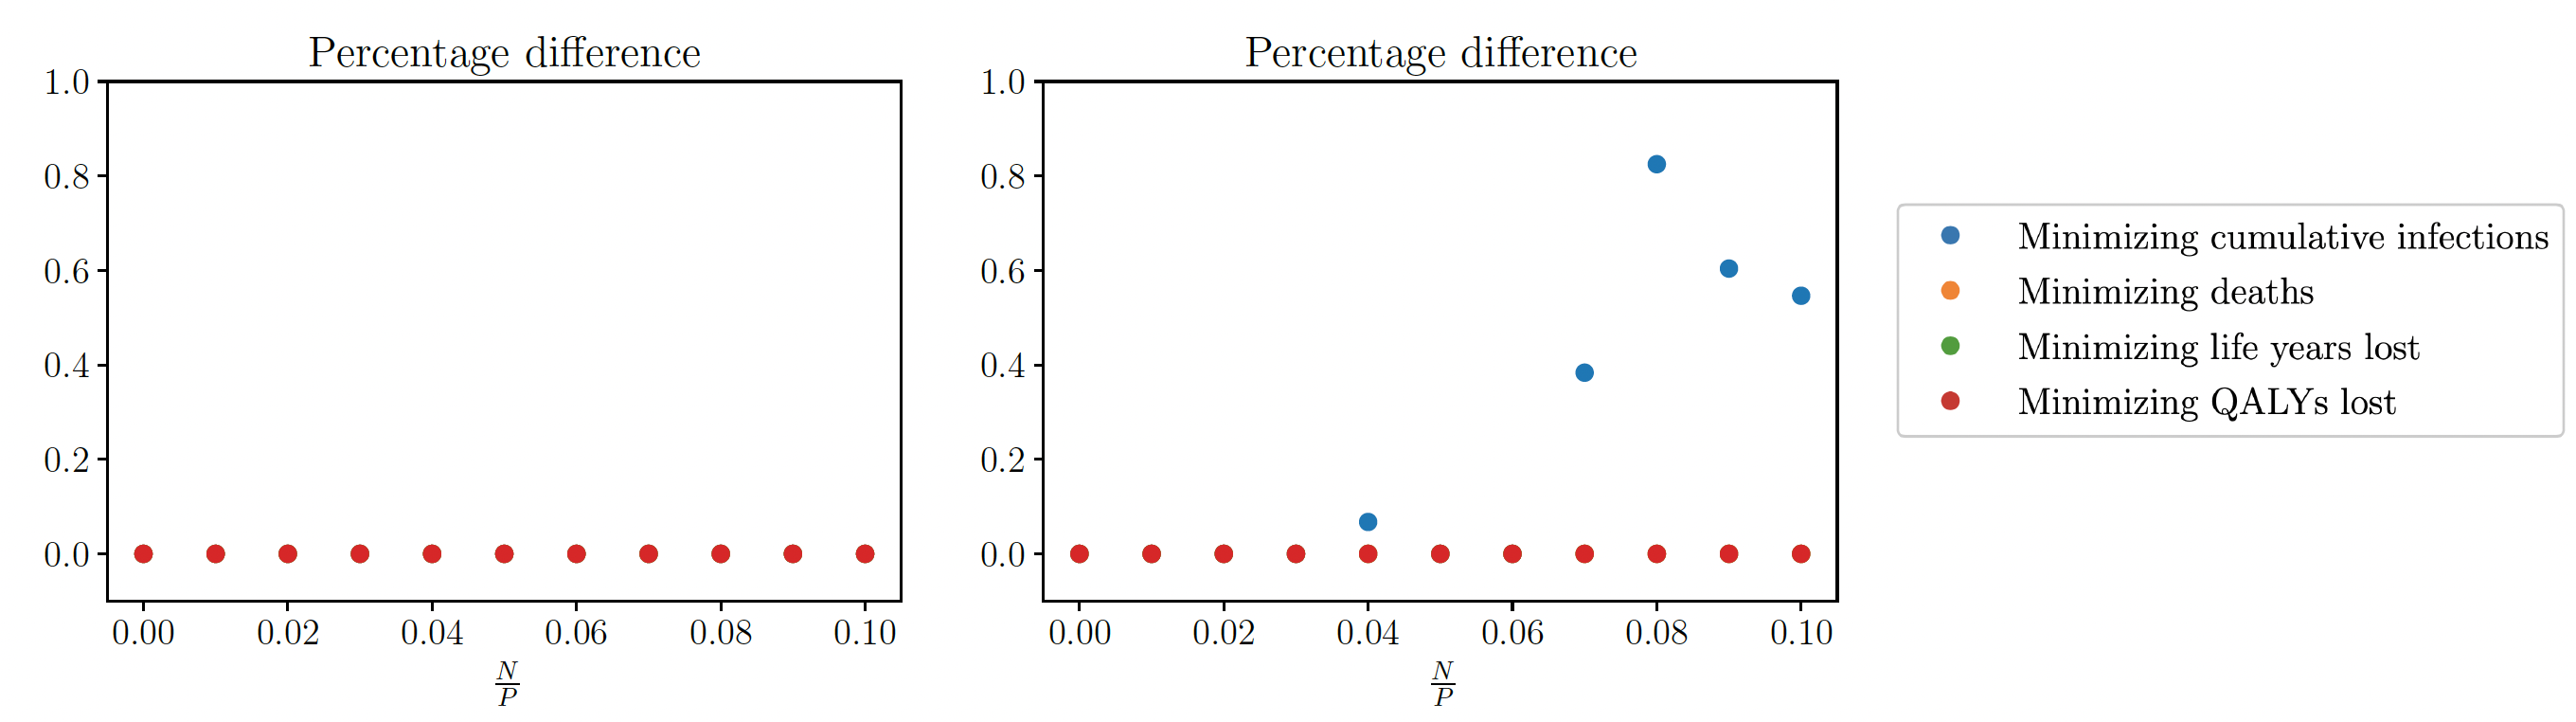 Percentage difference
1.0
0.8
0.6
0.4
0.2
0.0
0.00 0.02 0.04 0.06 0.08 0.10
N
P
Percentage difference
1.0
0.8
0.6
0.4
0.2
0.0
0.00 0.02 0.04 0.06 0.08 0.10
N
P
Minimizing cumulative infections
Minimizing deaths
Minimizing life years lost
Minimizing QALYs lost